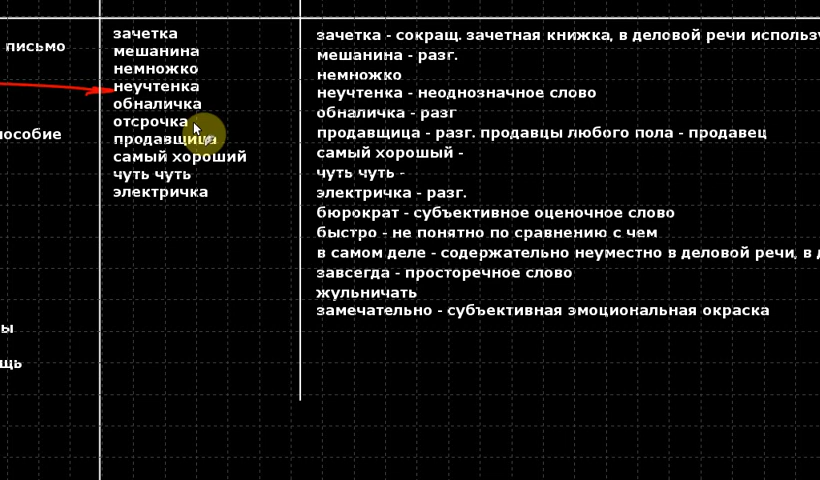 письмо
пособие
ы
щь
зачетка
мешанина
немножко
неучтенка
обналичка
отсрочка
продавщица
самый хороший
чуть чуть
электричка
зачетка - сокращ. зачетная книжка, в деловой речи использу
мешанина - разг.
немножко
неучтенка - неоднозначное слово
обналичка - разг
продавщица - разг. продавцы любого пола - продавец
самый хорошый -
чуть чуть -
электричка - разг.
бюрократ - субъективное оценочное слово
быстро - не понятно по сравнению с чем
в самом деле - содержательно неуместно в деловой речи, в д
завсегда - просторечное слово
жульничать
замечательно - субъективная эмоциональная окраска